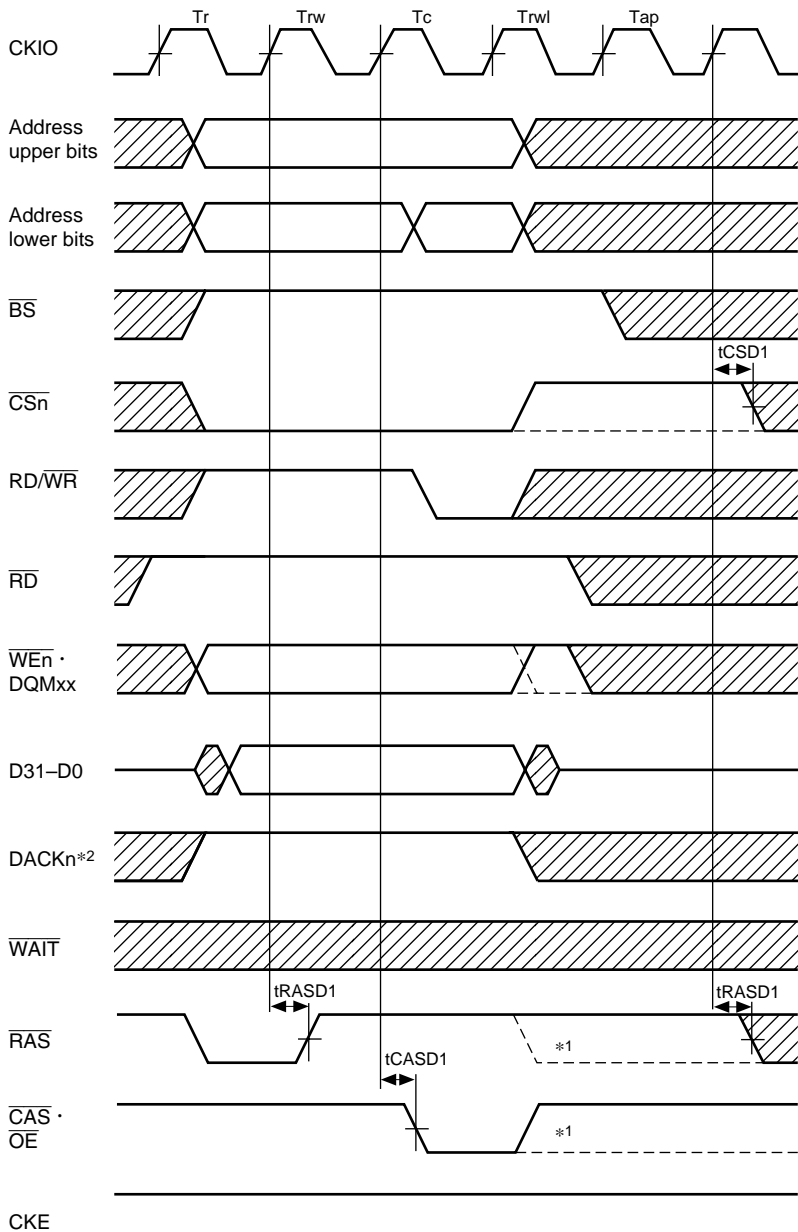 Tr Trw Tc Trwl Tap
CKIO
Address
upper bits
Address
lower bits
BS
tCSD1
CSn
RD/WR
RD
WEn ·
DQMxx
D31–D0
DACKn*2
WAIT
tRASD1 tRASD1
RAS *1
tCASD1
CAS ·
OE *1
CKE